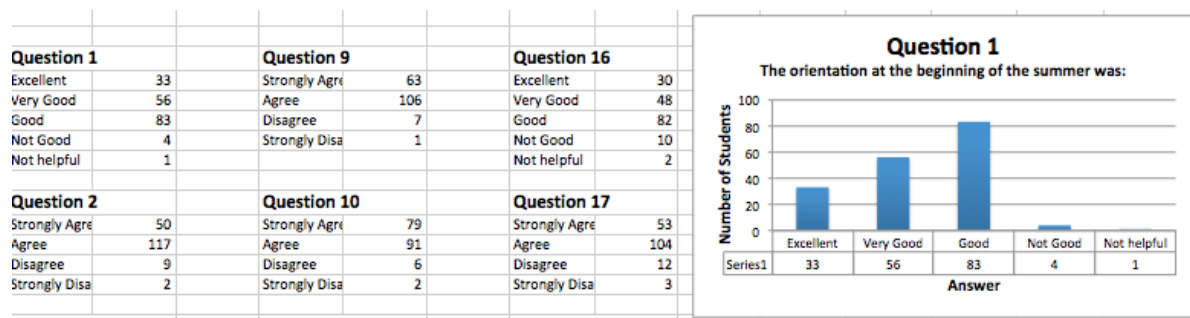 Question 1 Question 9 Question 16
Excellent 33 Strongly Agre 63 Excellent 30
Very Good 56 Agree 106 Very Good 48
Good 83 Disagree 7 Good 82
Not Good 4 Strongly Disa 1 Not Good 10
Not helpful 1 Not helpful 2
Question 2 Question 10 Question 17
Strongly Agre 50 Strongly Agre 79 Strongly Agre 53
Agree 117 Agree 91 Agree 104
Disagree 9 Disagree 6 Disagree 12
Strongly Disa 2 Strongly Disa 2 Strongly Disa 3
Question 1
The orientation at the beginning of the summer was:
Number of Students
100
80
60
40
20
0
Excellent Very Good Good Not Good Not helpful
Series1 33 56 83 4 1
Answer